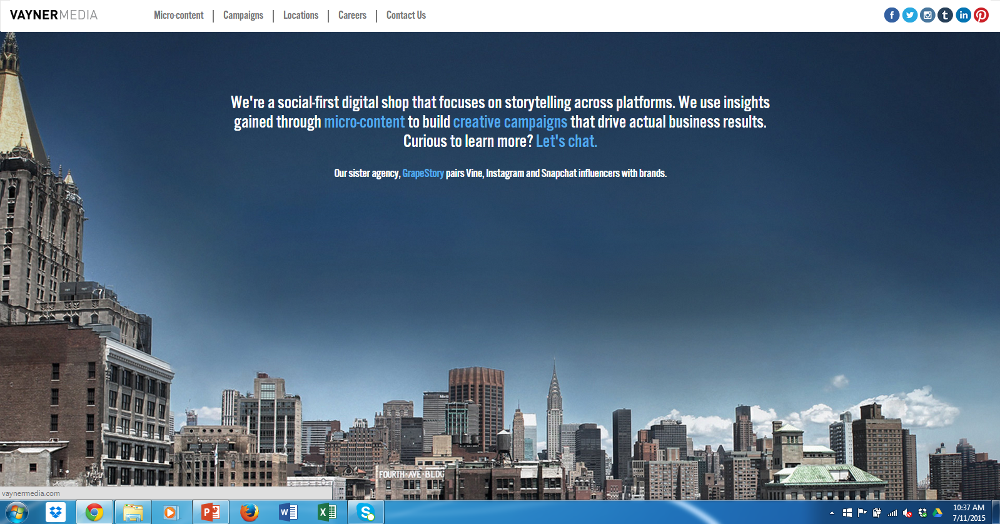 VAYNERMEDIA
Micro-content
Campaigns
Locations
Careers
Contact Us
We're a social-first digital shop that focuses on storytelling across platforms. We use insights
gained through micro-content to build creative campaigns that drive actual business results.
Curious to learn more? Let's chat.
Our sister agency, GrapeStory pairs Vine, Instagram and Snapchat influencers with brands.
FOURTH-AVE-BLDG
vaynermedia.com
10:37 AM
7/11/2015